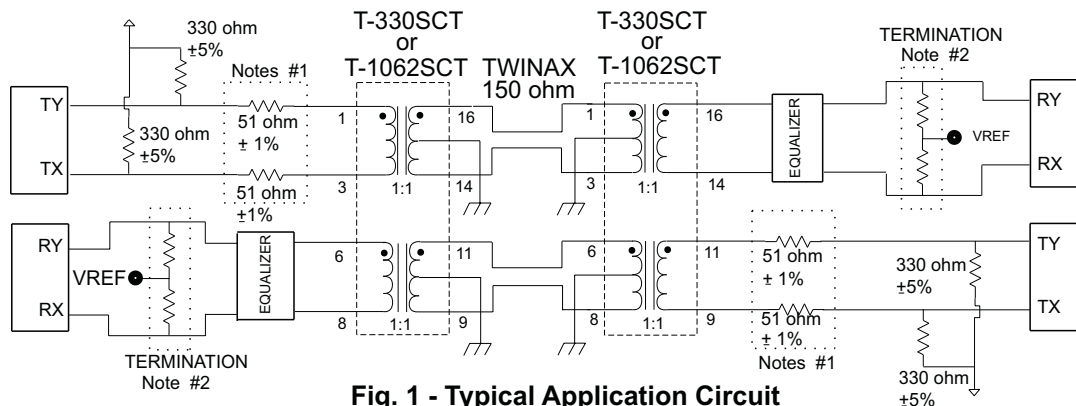 T-330SCT
or
T-1062SCT
T-330SCT
or
T-1062SCT
TWINAX
150 ohm
330 ohm
±5%
Notes #1
TERMINATION
Note #2
TY
TX
330 ohm
±5%
51 ohm
± 1%
51 ohm
±1%
1
3
16
14
1:1
1
3
16
14
1:1
EQUALIZER
VREF
RY
RX
RY
RX
VREF
TERMINATION
Note #2
EQUALIZER
6
8
11
9
1:1
6
8
11
9
1:1
51 ohm
± 1%
51 ohm
± 1%
Notes #1
330 ohm
±5%
330 ohm
±5%
TY
TX
Fig. 1 - Typical Application Circuit